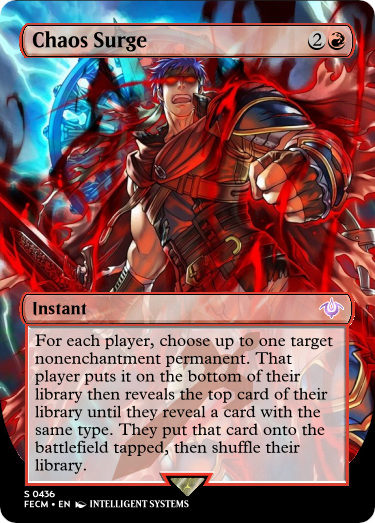 Chaos Surge 2
Instant
For each player, choose up to one target
nonenchantment permanent. That
player puts it on the bottom of their
library then reveals the top card of their
library until they reveal a card with the
same type. They put that card onto the
battlefield tapped, then shuffle their
library.
S 0436
FECM • EN INTELLIGENT SYSTEMS